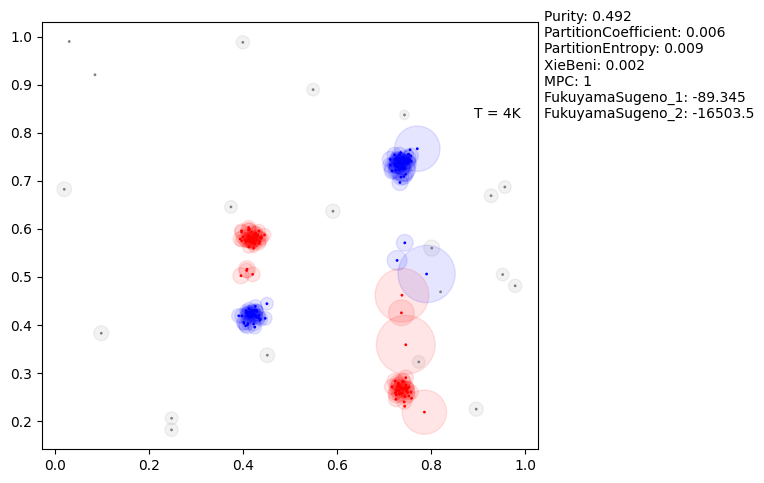 Purity: 0.492
PartitionCoefficient: 0.006
PartitionEntropy: 0.009
XieBeni: 0.002
MPC: 1
FukuyamaSugeno_1: -89.345
FukuyamaSugeno_2: -16503.5
T = 4K
1.0
0.9
0.8
0.7
0.6
0.5
0.4
0.3
0.2
0.0 0.2 0.4 0.6 0.8 1.0